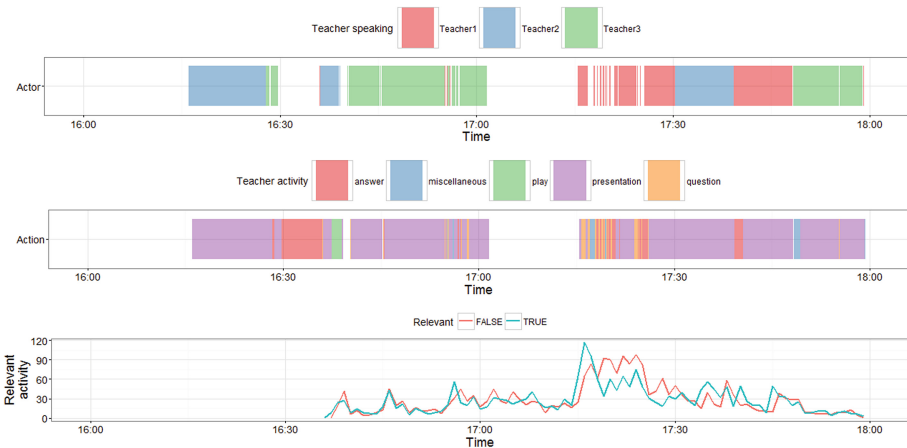 Teacher speaking Teacher1 Teacher2 Teacher3
Actor
16:00 16:30 17:00 17:30 18:00
Time
Teacher activity answer miscellaneous play presentation question
Action
16:00 16:30 17:00 17:30 18:00
Time
Relevant FALSE TRUE
120
90
60
30
0
Relevant
activity
16:00 16:30 17:00 17:30 18:00
Time